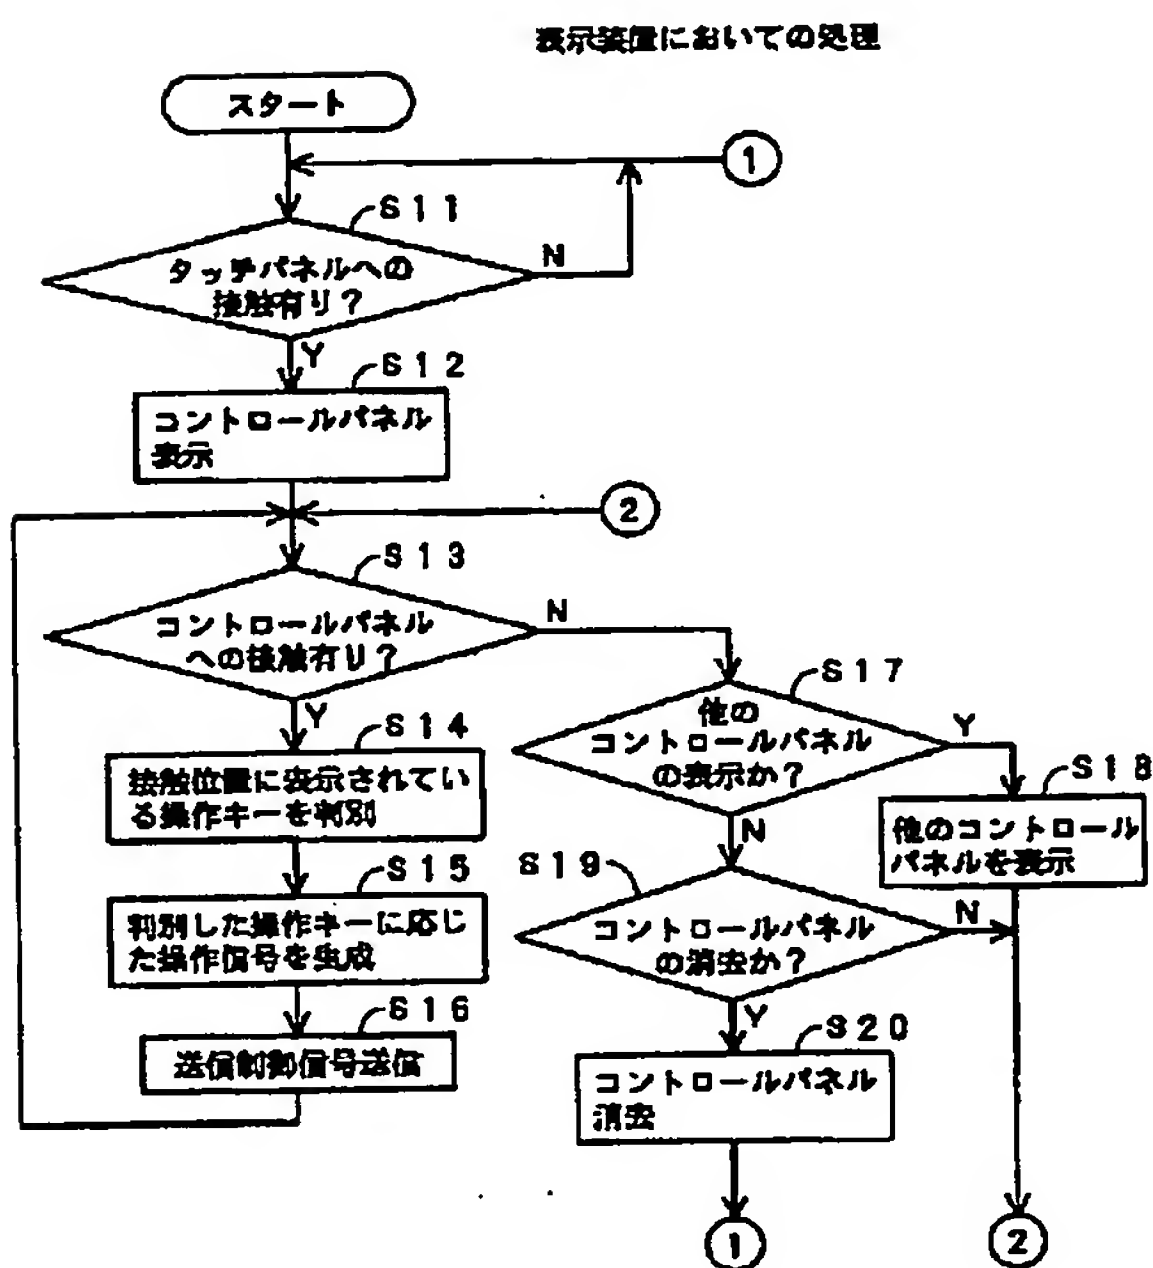 表示装置においての処理
スタート
①
S11
タッチパネルへの
接触有り？
N
Y
S12
コントロールパネル
表示
②
S13
コントロールパネル
への接触有り？
N
Y
S14
接触位置に表示されてい
る操作キーを判別
S15
判別した操作キーに応じ
た操作信号を生成
S16
送信制御信号送信
S17
他の
コントロールパネル
の表示か？
Y
N
S18
他のコントロール
パネルを表示
S19
コントロールパネル
の消去か？
N
Y
S20
コントロールパネル
消去
①
②